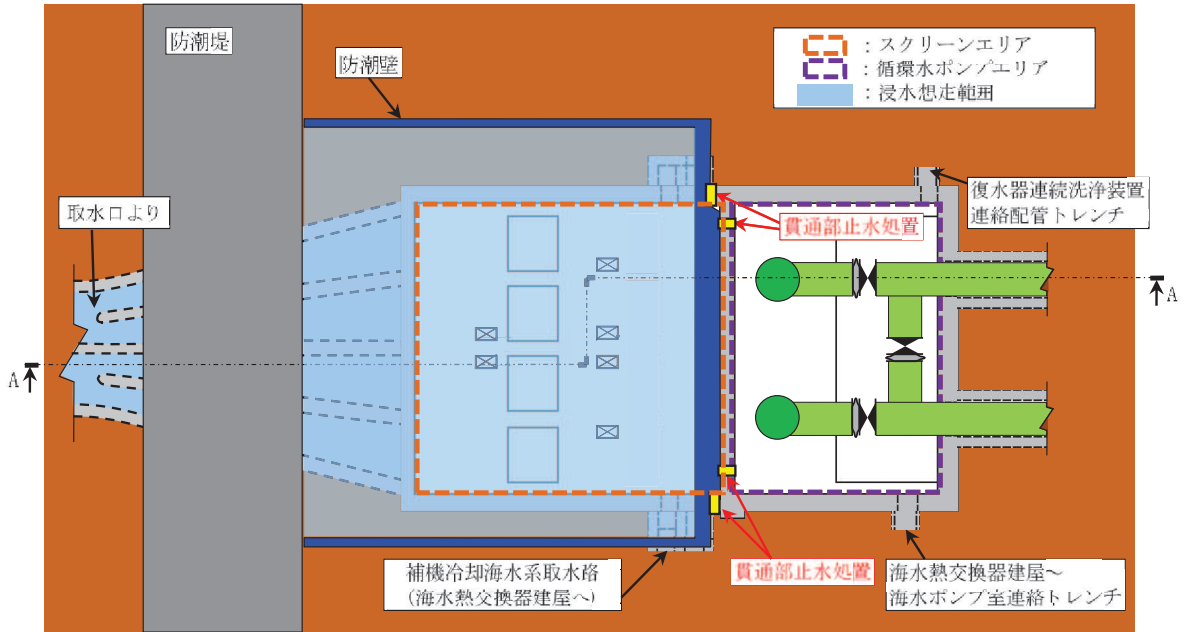 防潮堤
防潮壁
：スクリーンエリア
：循環水ポンプエリア
：浸水想定範囲
取水口より
復水器連続洗浄装置
連絡配管トレンチ
貫通部止水処置
A
A
補機冷却海水系取水路
(海水熱交換器建屋へ)
貫通部止水処置
海水熱交換器建屋～
海水ポンプ室連絡トレンチ